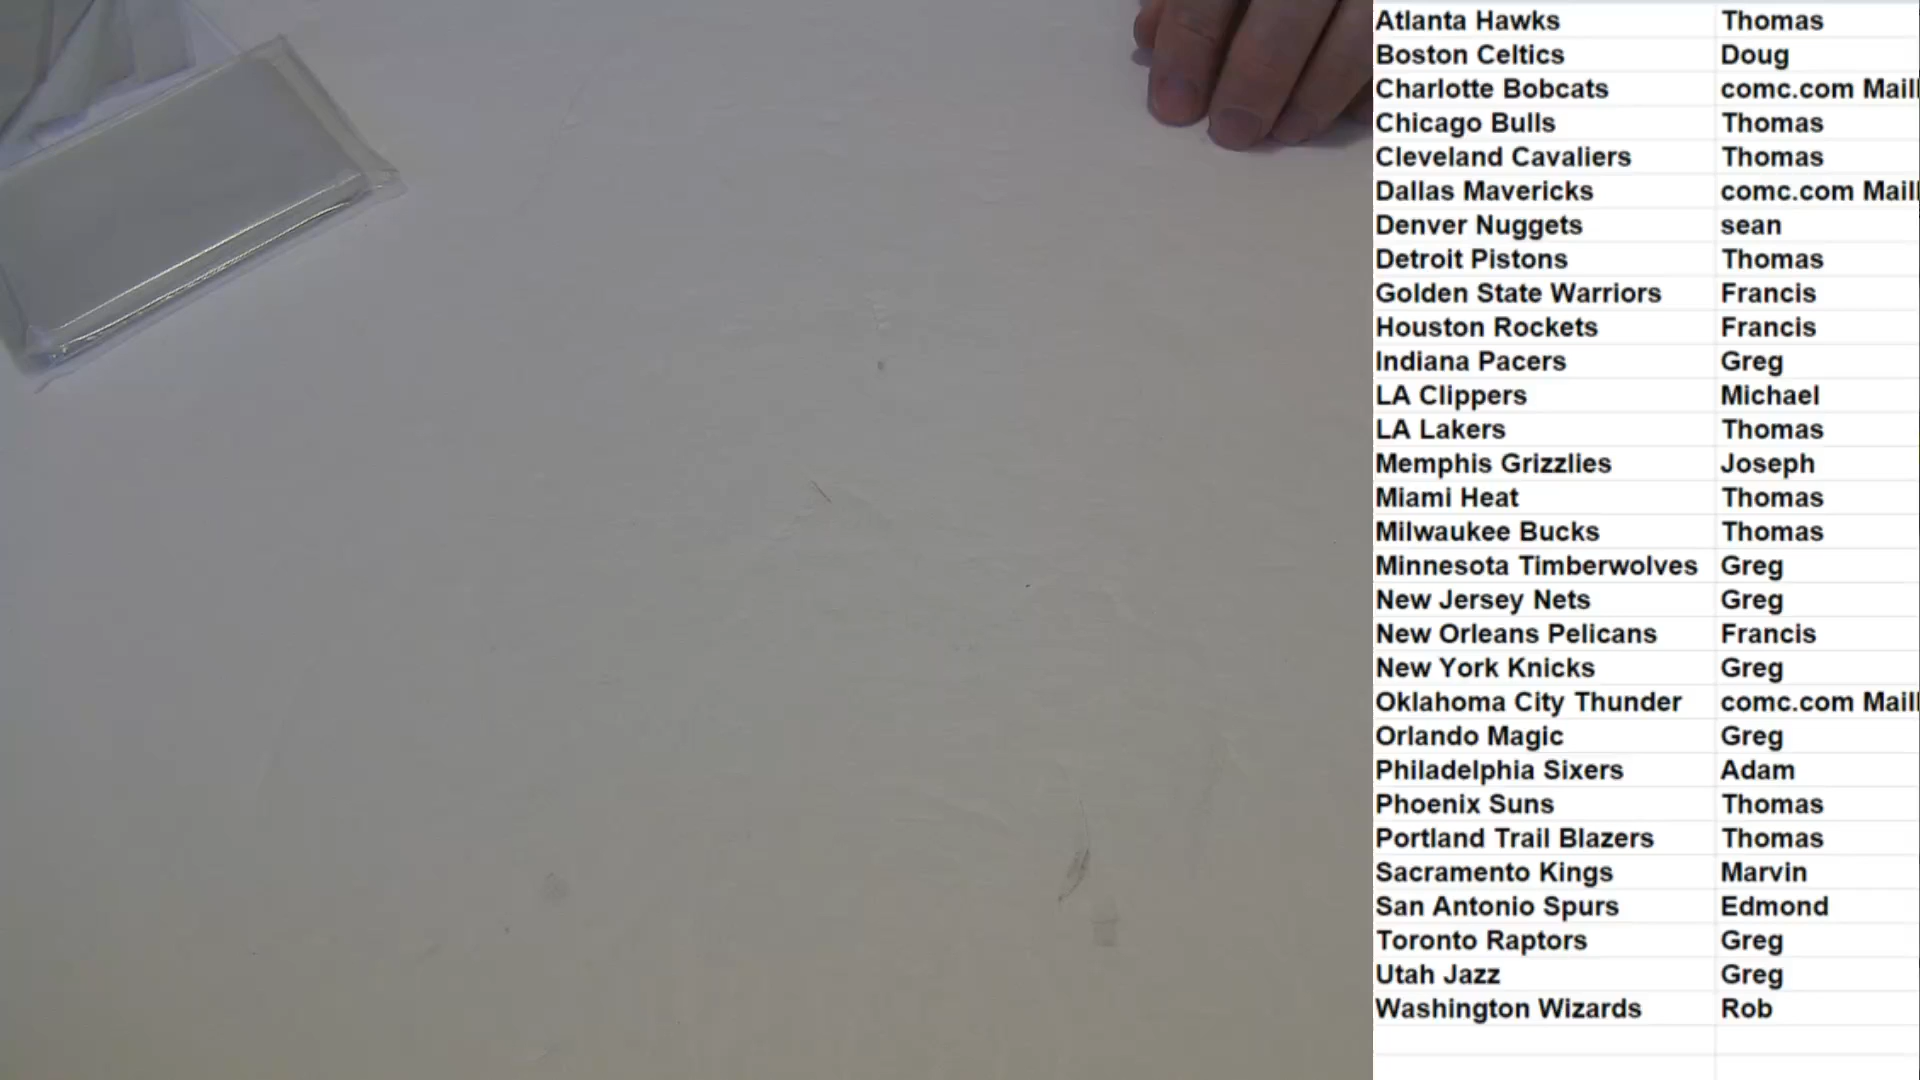 Atlanta Hawks Thomas
Boston Celtics Doug
Charlotte Bobcats comc.com Mail
Chicago Bulls Thomas
Cleveland Cavaliers Thomas
Dallas Mavericks comc.com Mail
Denver Nuggets sean
Detroit Pistons Thomas
Golden State Warriors Francis
Houston Rockets Francis
Indiana Pacers Greg
LA Clippers Michael
LA Lakers Thomas
Memphis Grizzlies Joseph
Miami Heat Thomas
Milwaukee Bucks Thomas
Minnesota Timberwolves Greg
New Jersey Nets Greg
New Orleans Pelicans Francis
New York Knicks Greg
Oklahoma City Thunder comc.com Mail
Orlando Magic Greg
Philadelphia Sixers Adam
Phoenix Suns Thomas
Portland Trail Blazers Thomas
Sacramento Kings Marvin
San Antonio Spurs Edmond
Toronto Raptors Greg
Utah Jazz Greg
Washington Wizards Rob